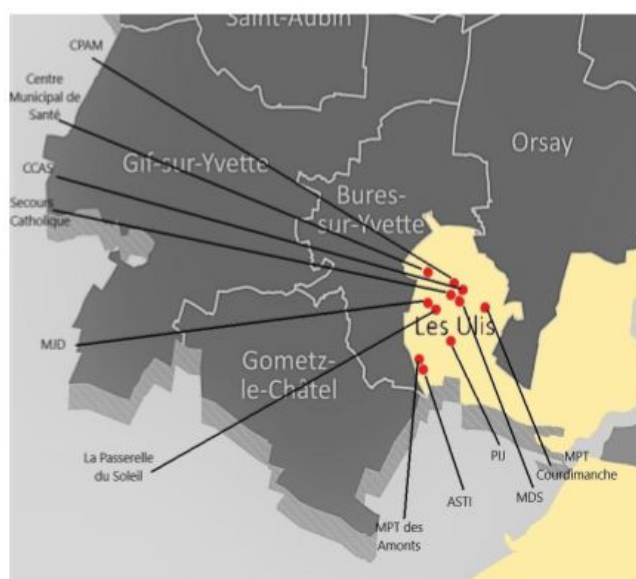 Saint-Aubin
CPAM
Centre
Municipal de
Santé
Orsay
Gif-sur-Yvette
CCAS
Bures-
sur-Yvette
Secours
Catholique
Les Ulis
MJD
Gometz-
le-Châtel
La Passerelle
du Soleil
PIJ
MPT
Courdimanche
ASTI
MDS
MPT des
Amonts